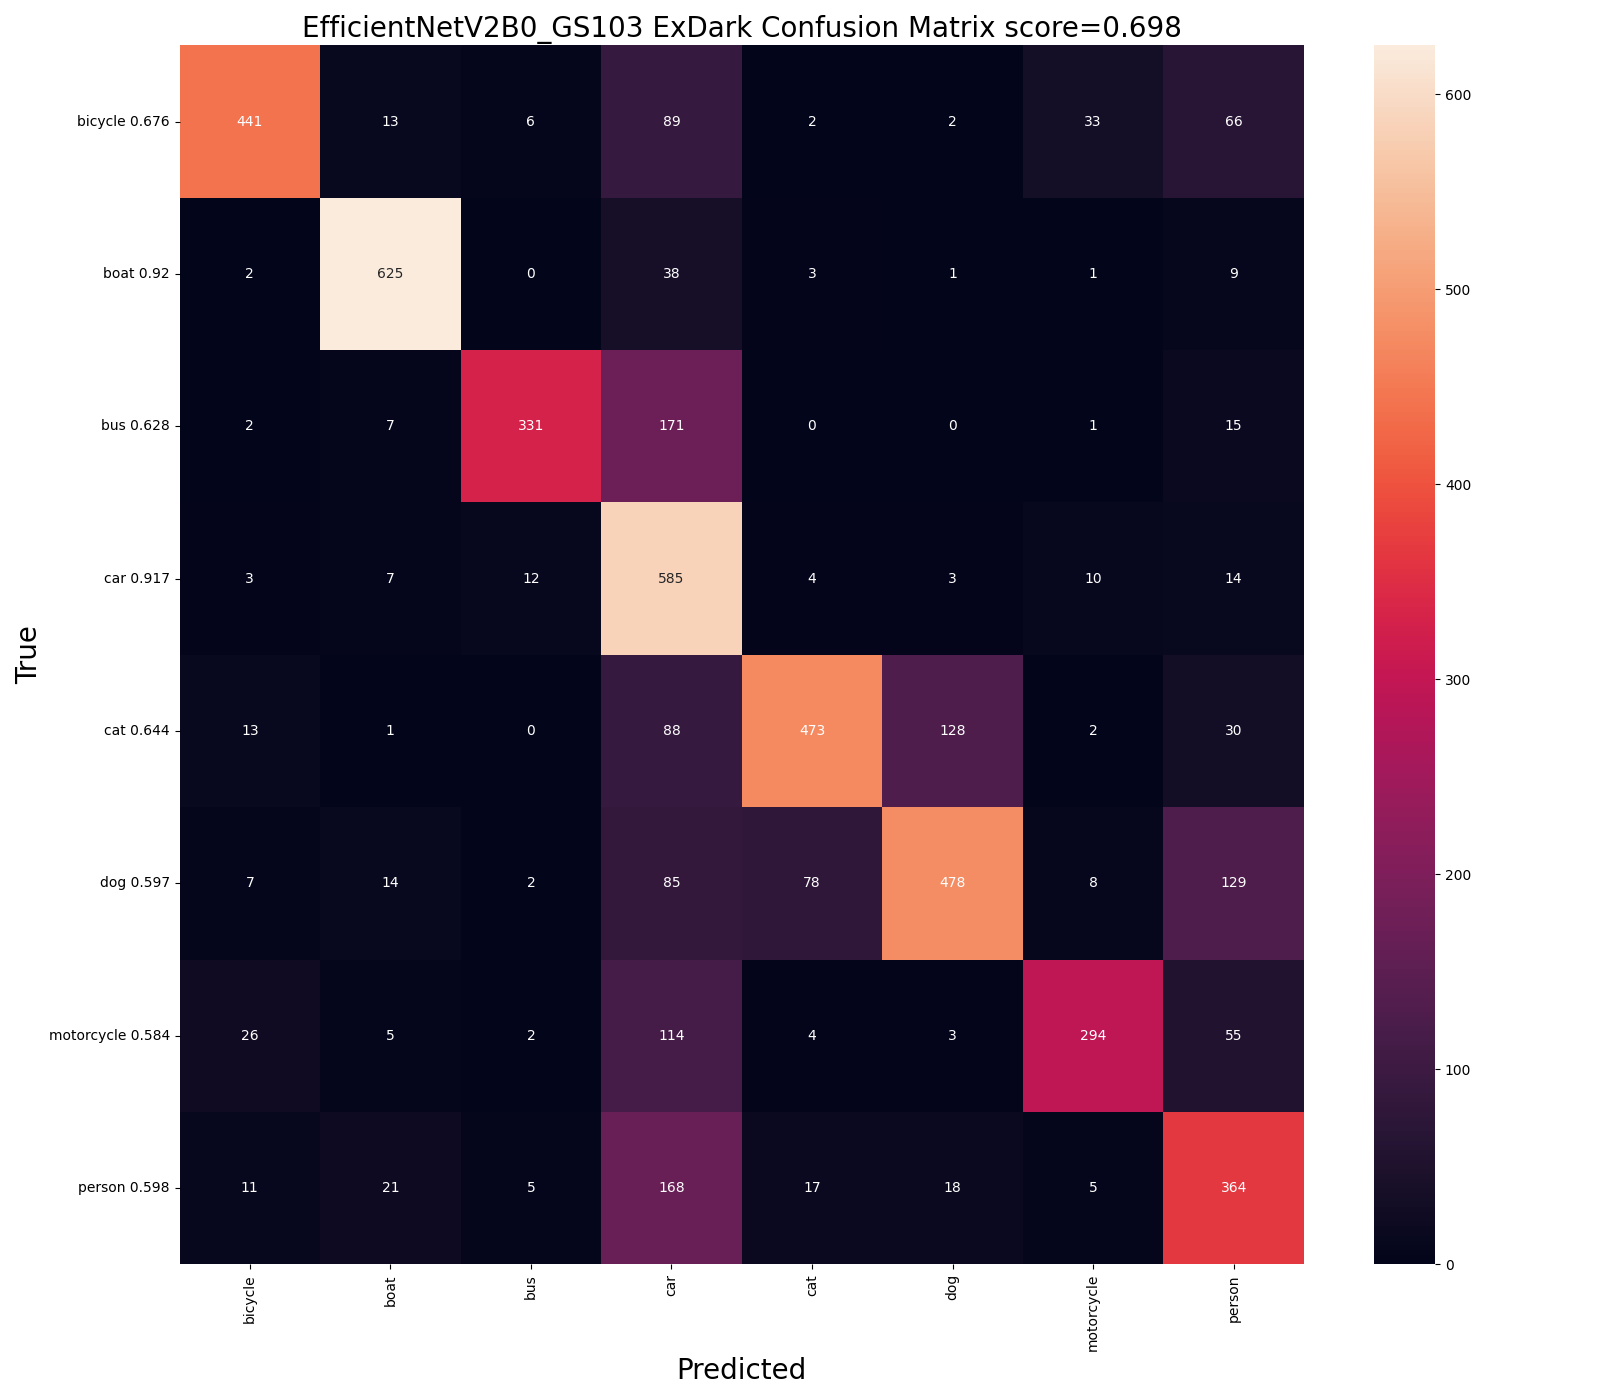 EfficientNetV2B0_GS103 ExDark Confusion Matrix score=0.698
bicycle 0.676 441 13 6 89 2 2 33 66
boat 0.92 2 625 0 38 3 1 1 9
bus 0.628 2 7 331 171 0 0 1 15
car 0.917 3 7 12 585 4 3 10 14
cat 0.644 13 1 0 88 473 128 2 30
dog 0.597 7 14 2 85 78 478 8 129
motorcycle 0.584 26 5 2 114 4 3 294 55
person 0.598 11 21 5 168 17 18 5 364
True
bicycle boat bus car cat dog motorcycle person
Predicted
600
500
400
300
200
100
0